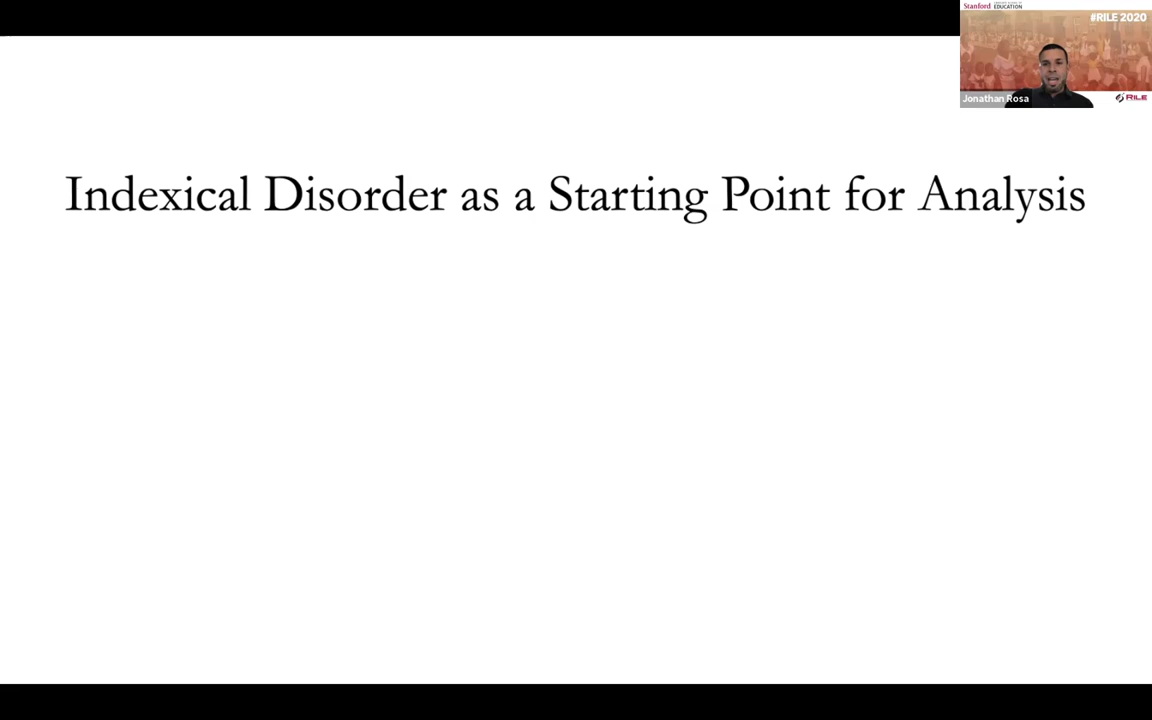 Stanford
EDUCATION
#RILE 2020
Jonathan Rosa
RILE
Indexical Disorder as a Starting Point for Analysis